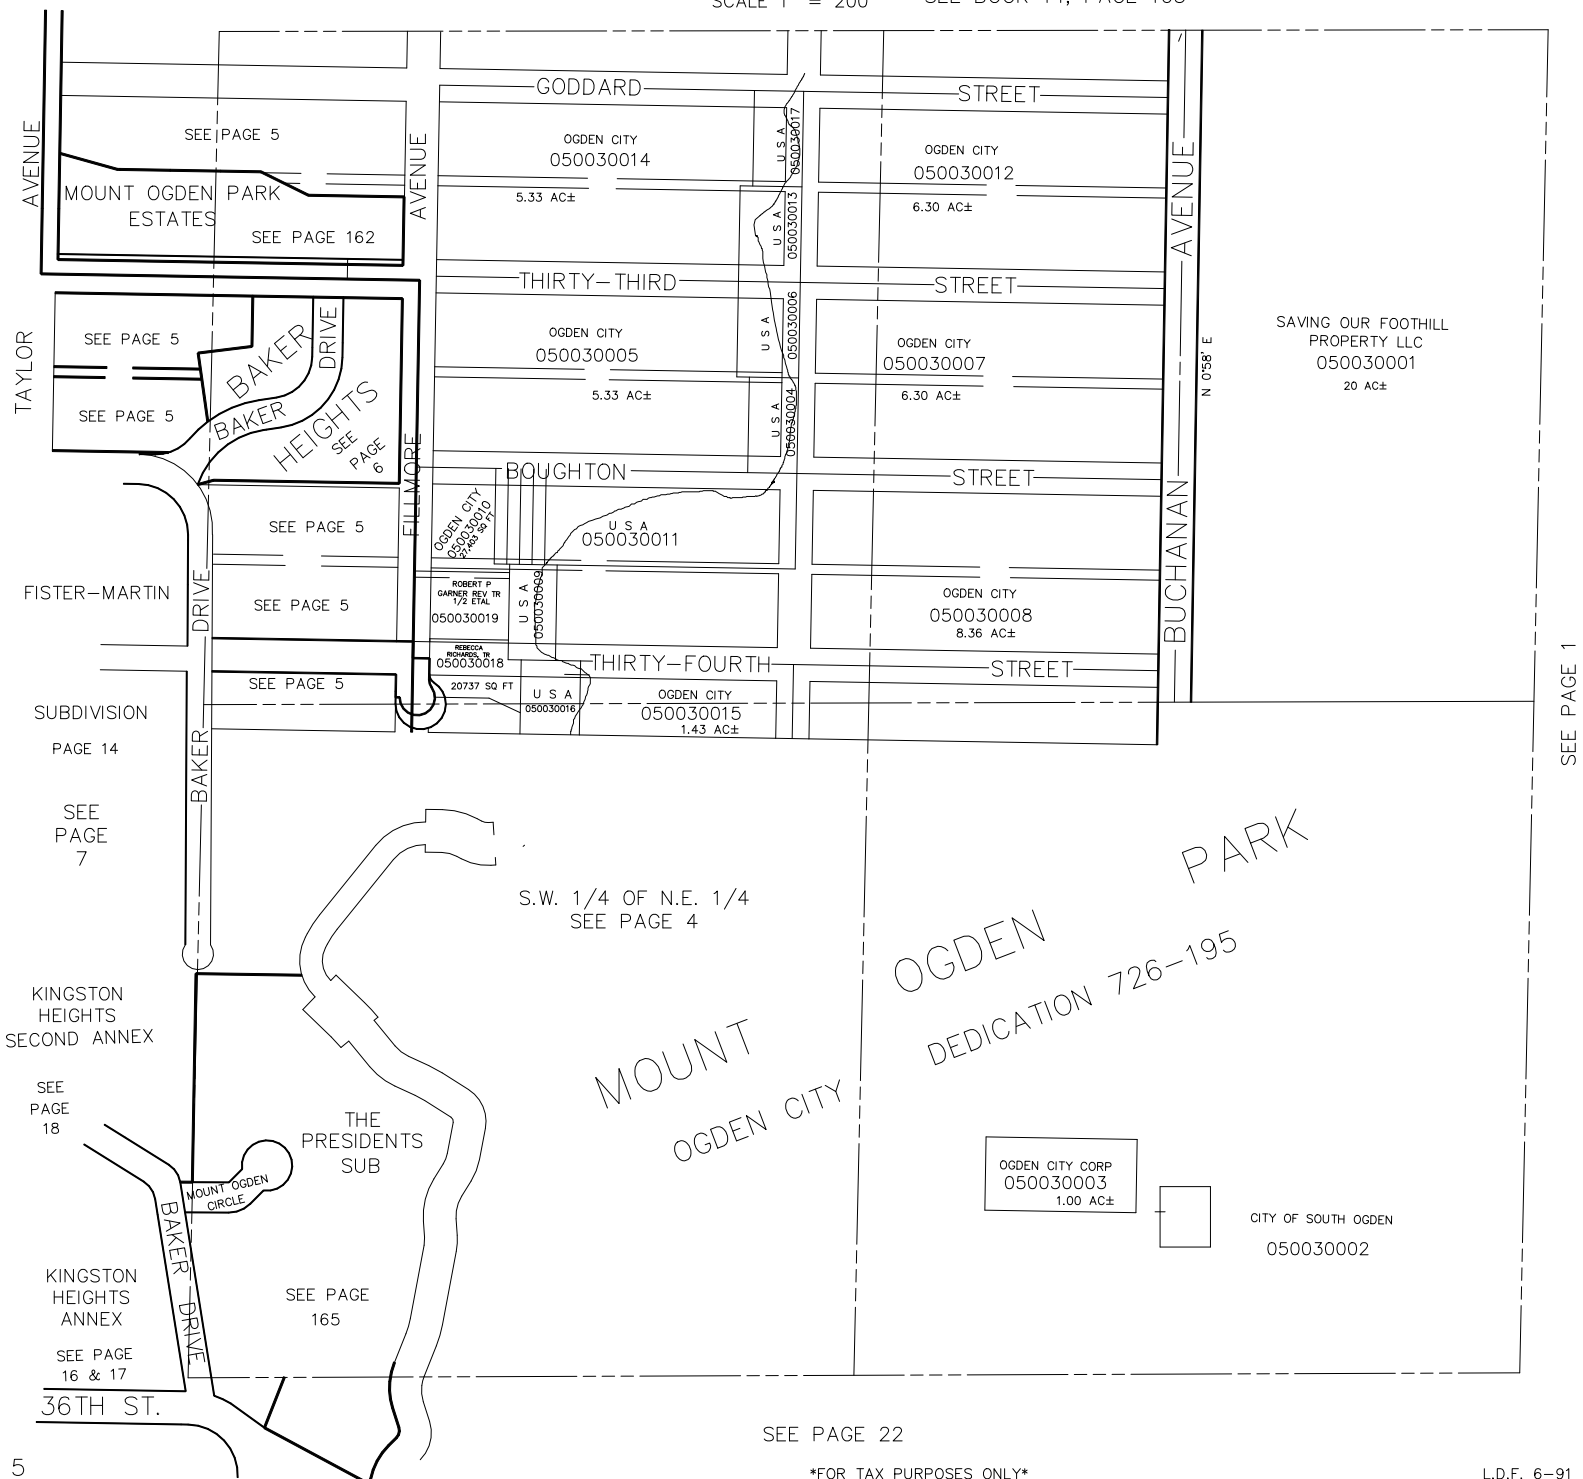 SCALE 1" = 200' SEE BOOK 14, PAGE 103
GODDARD STREET
AVENUE
SEE PAGE 5
AVENUE
OGDEN CITY
050030014
5.33 AC±
U S A
050030017
OGDEN CITY
050030012
6.30 AC±
AVENUE
MOUNT OGDEN PARK
ESTATES
SEE PAGE 162
U S A
050030013
THIRTY-THIRD STREET
TAYLOR
SEE PAGE 5
SEE PAGE 5
BAKER
HEIGHTS
SEE
PAGE
6
BAKER
DRIVE
OGDEN CITY
050030005
5.33 AC±
U S A
050030006
U S A
050030004
OGDEN CITY
050030007
6.30 AC±
N 0°58' E
SAVING OUR FOOTHILL
PROPERTY LLC
050030001
20 AC±
FILLMORE
BOUGHTON STREET
BUCHANAN
SEE PAGE 5
OGDEN CITY
050030010
27,403 SQ FT
U S A
050030011
FISTER-MARTIN
DRIVE
SEE PAGE 5
ROBERT P
GARNER REV TR
1/2 ETAL
050030019
U S A
050030009
OGDEN CITY
050030008
8.36 AC±
REBECCA
RICHARDS, TR
050030018
20737 SQ FT
THIRTY-FOURTH STREET
SEE PAGE 1
SEE PAGE 5
U S A
050030016
OGDEN CITY
050030015
1.43 AC±
SUBDIVISION
PAGE 14
BAKER
SEE
PAGE
7
S.W. 1/4 OF N.E. 1/4
SEE PAGE 4
MOUNT OGDEN PARK
OGDEN CITY DEDICATION 726-195
KINGSTON
HEIGHTS
SECOND ANNEX
SEE
PAGE
18
THE
PRESIDENTS
SUB
MOUNT OGDEN
CIRCLE
BAKER DRIVE
OGDEN CITY CORP
050030003
1.00 AC±
CITY OF SOUTH OGDEN
050030002
KINGSTON
HEIGHTS
ANNEX
SEE PAGE
16 & 17
SEE PAGE
165
36TH ST.
SEE PAGE 22
5
*FOR TAX PURPOSES ONLY*
L.D.F. 6-91